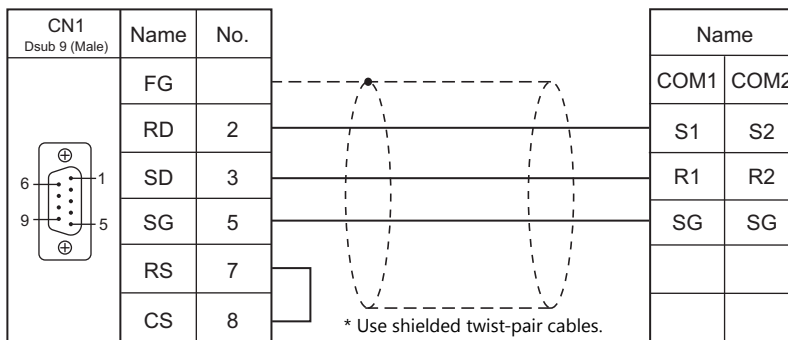 CN1 Name No. Name
Dsub 9 (Male)
FG COM1 COM2
RD 2 S1 S2
6 1 SD 3 R1 R2
9 5 SG 5 SG SG
RS 7
CS 8
* Use shielded twist-pair cables.